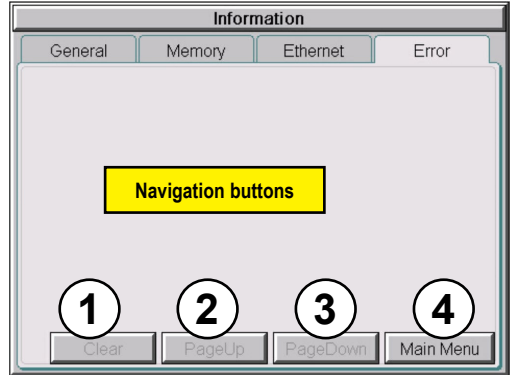 Information
General Memory Ethernet Error
Navigation buttons
1 2 3 4
Clear PageUp PageDown Main Menu